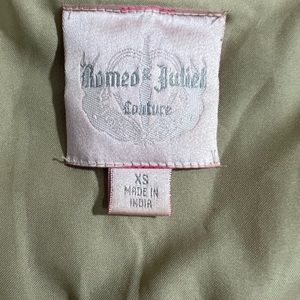 Romeo & Juliet
Couture
XS
MADE IN
INDIA